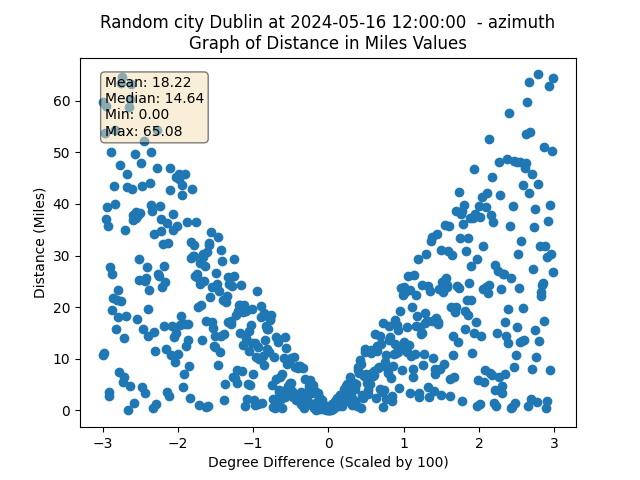 Random city Dublin at 2024-05-16 12:00:00  - azimuth
Graph of Distance in Miles Values
Mean: 18.22
Median: 14.64
Min: 0.00
Max: 65.08
60
50
40
30
20
10
0
Distance (Miles)
−3 −2 −1 0 1 2 3
Degree Difference (Scaled by 100)